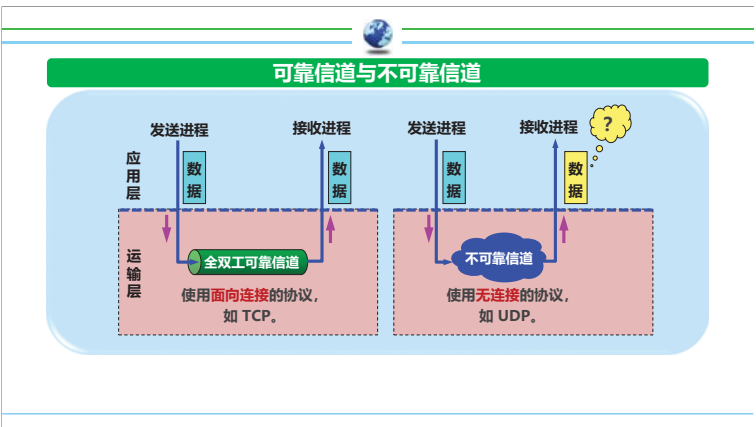 可靠信道与不可靠信道
发送进程
接收进程
发送进程
接收进程
?
应用层
数据
数据
数据
数据
运输层
全双工可靠信道
不可靠信道
使用面向连接的协议，
如 TCP。
使用无连接的协议，
如 UDP。